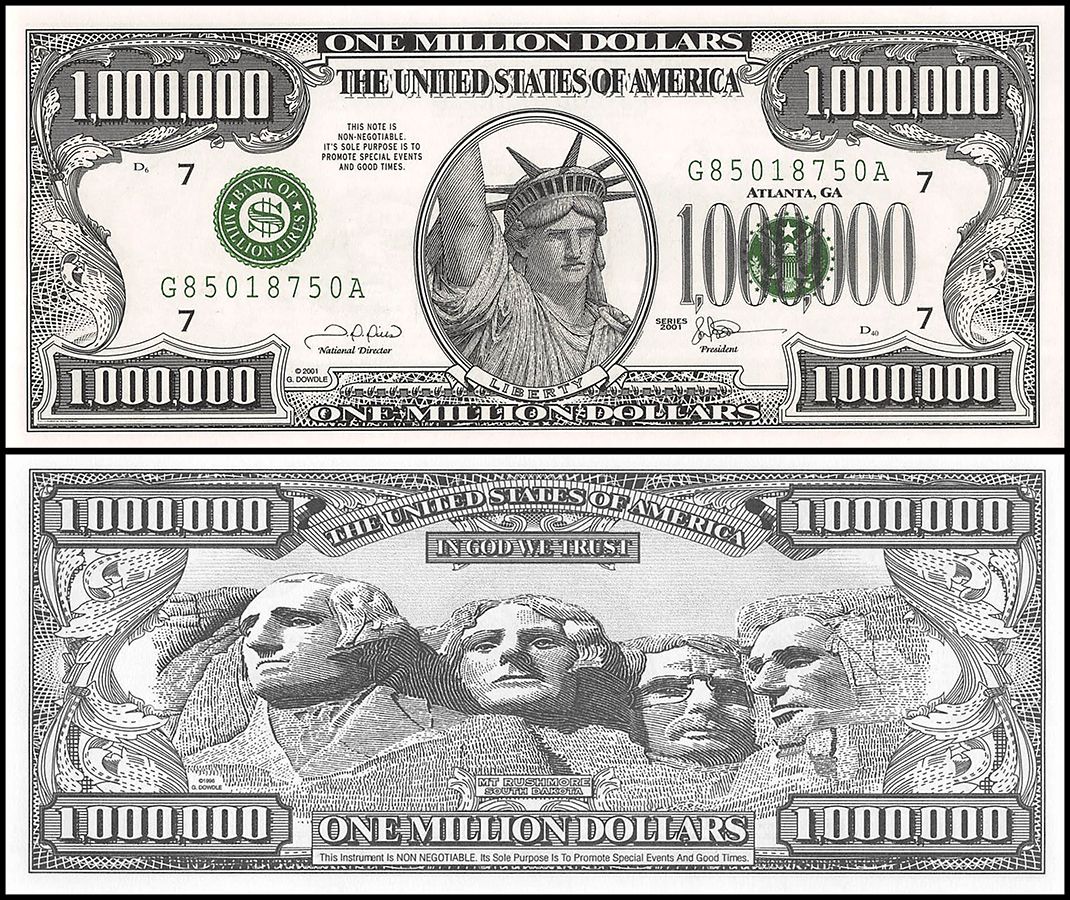 ONE MILLION DOLLARS
1,000,000
THE UNITED STATES OF AMERICA
1,000,000
THIS NOTE IS
NON-NEGOTIABLE.
IT'S SOLE PURPOSE IS TO
PROMOTE SPECIAL EVENTS
AND GOOD TIMES.
D6
7
BANK OF
MILLIONAIRES
G85018750A
7
G85018750A
7
ATLANTA, GA
1,000,000
SERIES
2001
National Director
President
D40
7
© 2001
G. DOWDLE
LIBERTY
1,000,000
ONE MILLION DOLLARS
1,000,000
1,000,000
THE UNITED STATES OF AMERICA
1,000,000
IN GOD WE TRUST
©1996
G. DOWDLE
MT RUSHMORE
SOUTH DAKOTA
1,000,000
ONE MILLION DOLLARS
1,000,000
This Instrument Is NON NEGOTIABLE. Its Sole Purpose Is To Promote Special Events And Good Times.